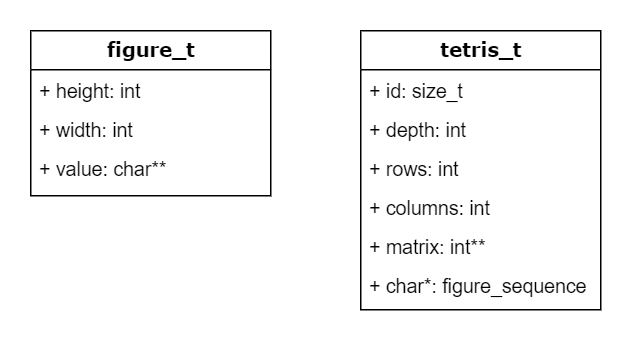 figure_t
+ height: int
+ width: int
+ value: char**
tetris_t
+ id: size_t
+ depth: int
+ rows: int
+ columns: int
+ matrix: int**
+ char*: figure_sequence